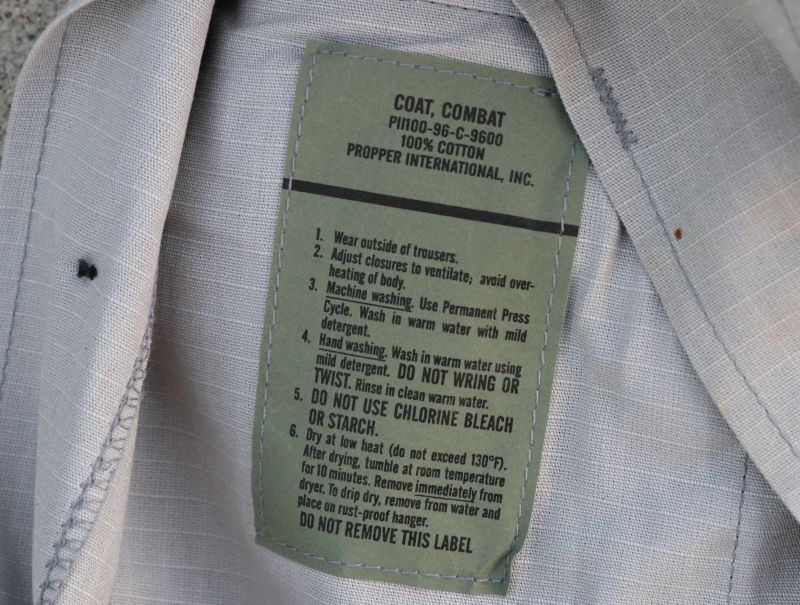 COAT, COMBAT
PII100-96-C-9600
100% COTTON
PROPPER INTERNATIONAL, INC.
1. Wear outside of trousers.
2. Adjust closures to ventilate; avoid over-
heating of body.
3. Machine washing. Use Permanent Press
Cycle. Wash in warm water with mild
detergent.
4. Hand washing. Wash in warm water using
mild detergent. DO NOT WRING OR
TWIST. Rinse in clean warm water.
5. DO NOT USE CHLORINE BLEACH
OR STARCH.
6. Dry at low heat (do not exceed 130°F).
After drying, tumble at room temperature
for 10 minutes. Remove immediately from
dryer. To drip dry, remove from water and
place on rust-proof hanger.
DO NOT REMOVE THIS LABEL